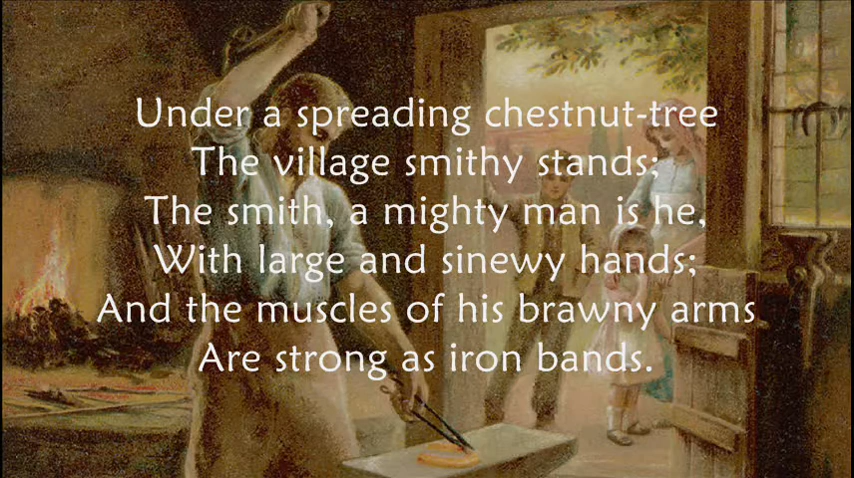 Under a spreading chestnut-tree
The village smithy stands;
The smith, a mighty man is he,
With large and sinewy hands;
And the muscles of his brawny arms
Are strong as iron bands.